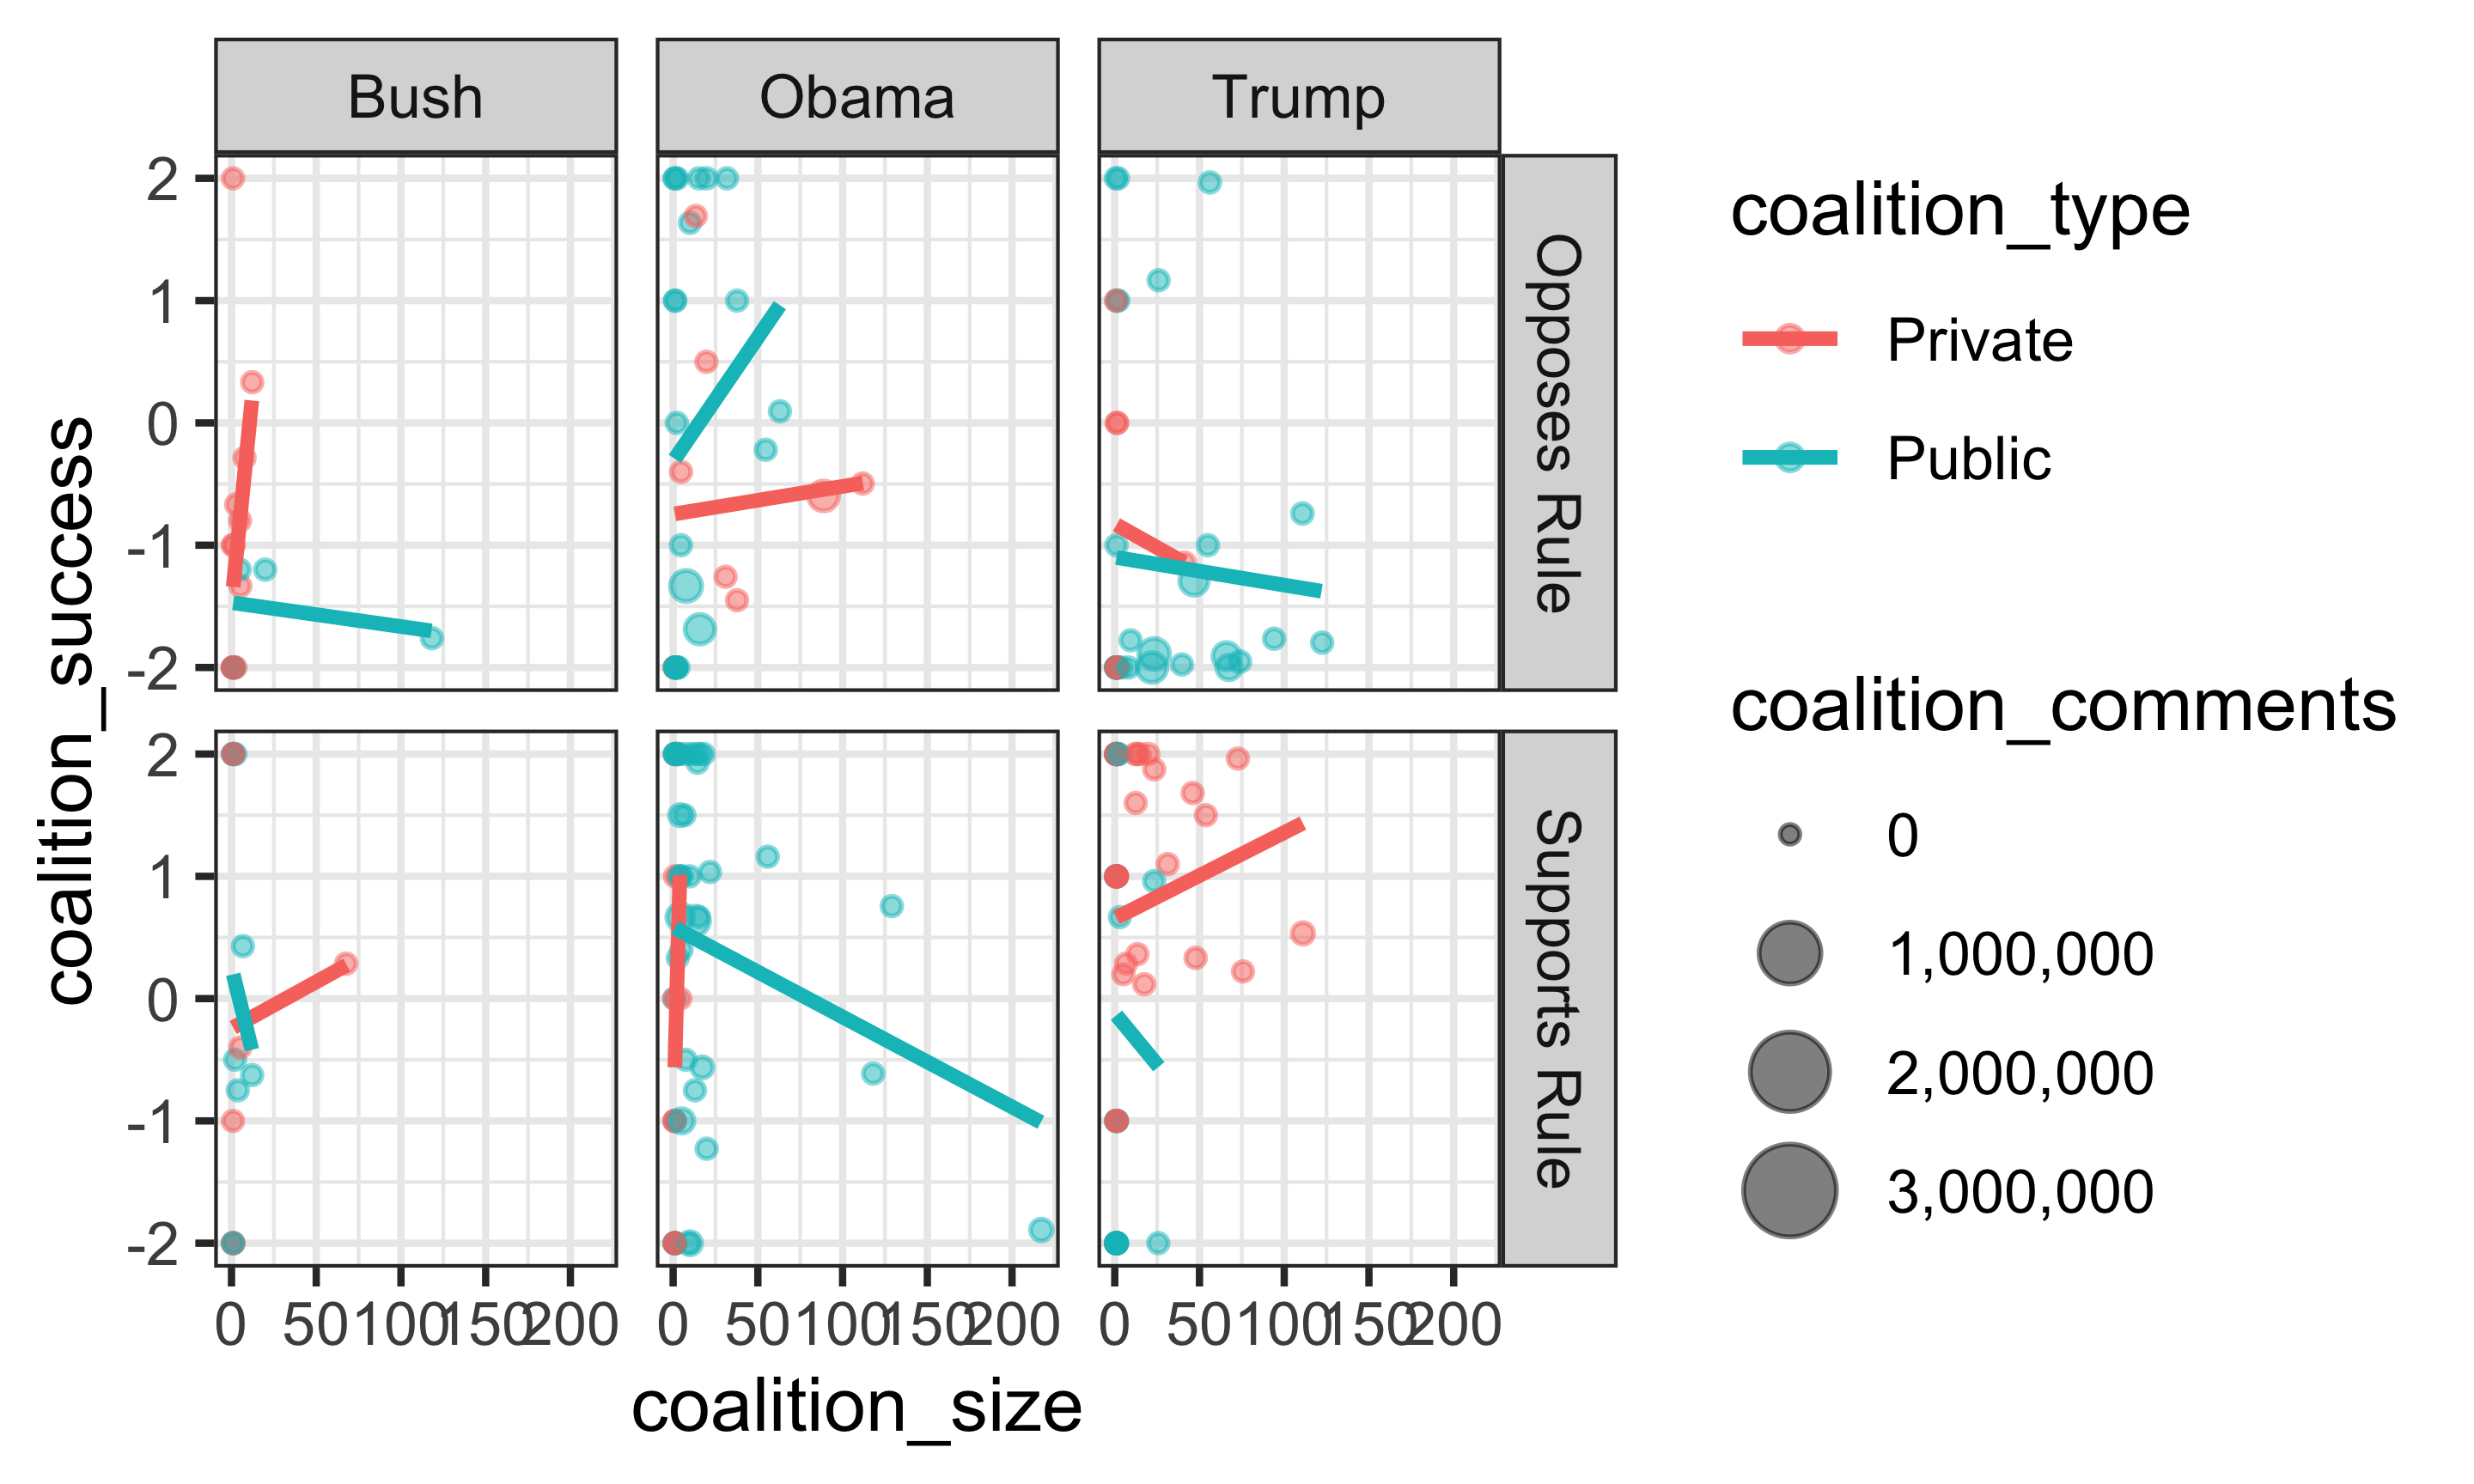 Bush
Obama
Trump
2
1
0
-1
-2
Opposes Rule
2
1
0
-1
-2
Supports Rule
0 50 100 150 200
0 50 100 150 200
0 50 100 150 200
coalition_size
coalition_success
coalition_type
Private
Public
coalition_comments
0
1,000,000
2,000,000
3,000,000